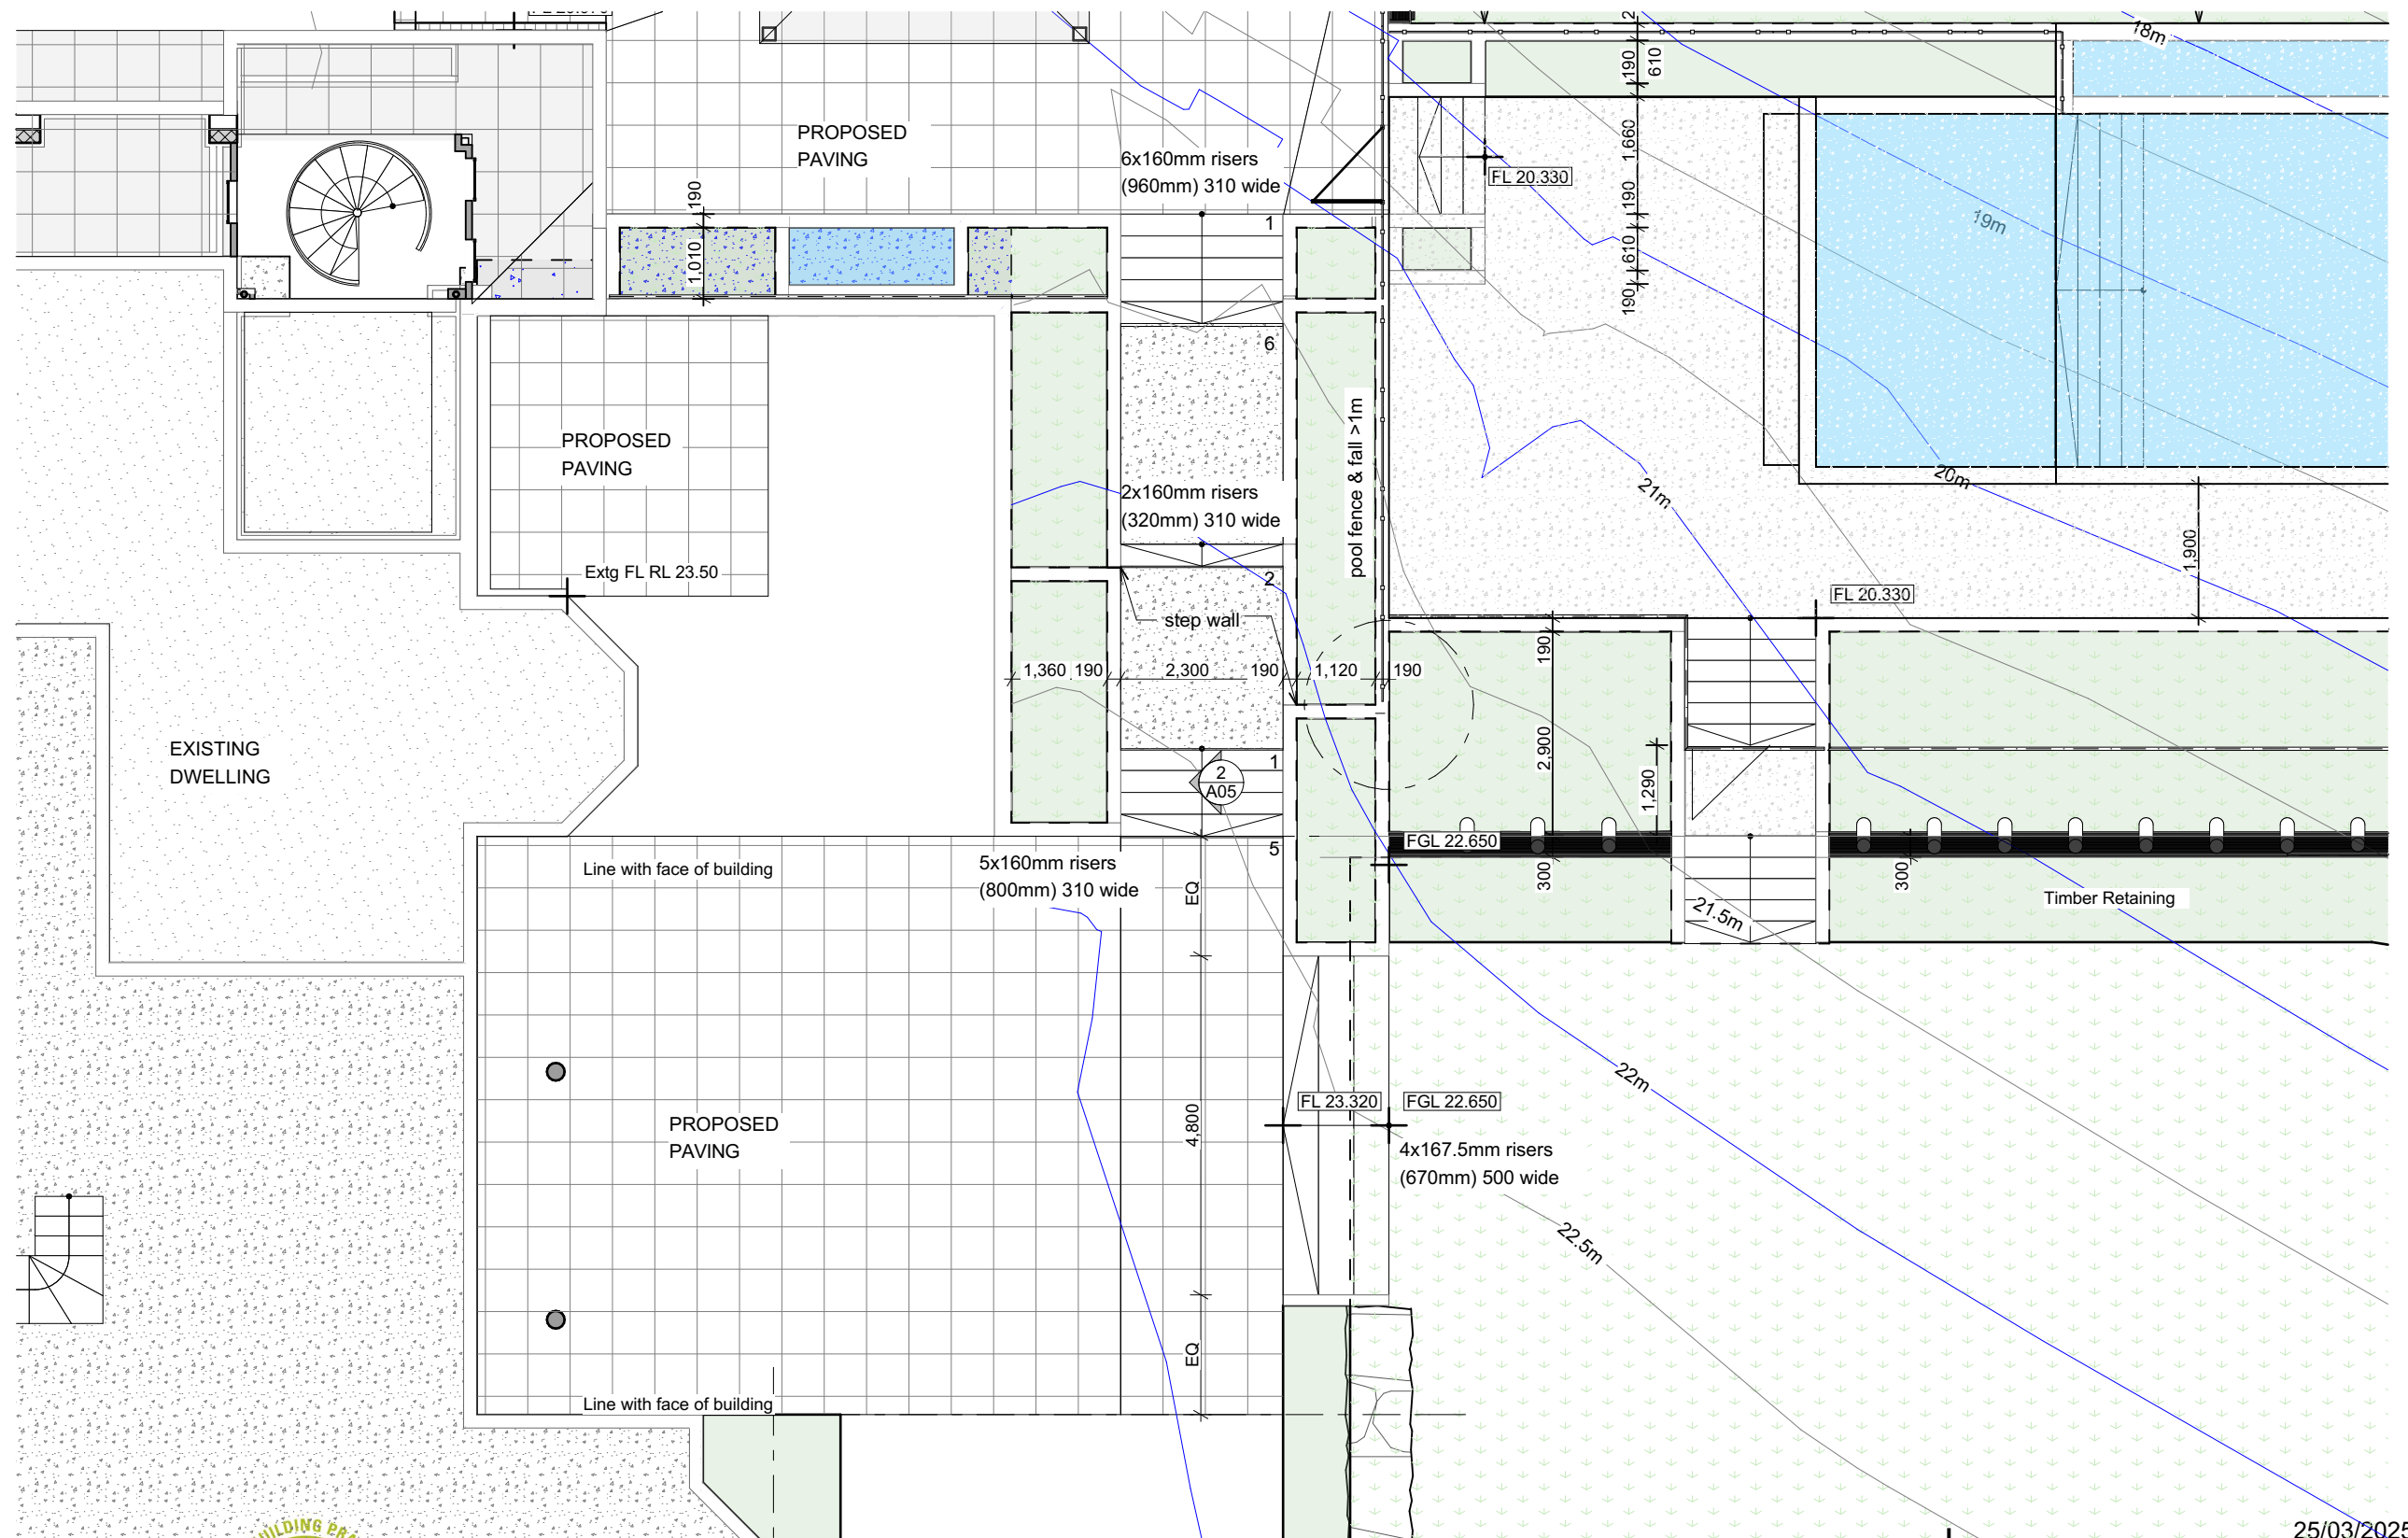 18m
190
610
PROPOSED
PAVING
6x160mm risers
(960mm) 310 wide
1,660
FL 20.330
190
190
1
19m
1,010
610
190
6
PROPOSED
PAVING
pool fence & fall >1m
2x160mm risers
(320mm) 310 wide
21m
20m
1,900
Extg FL RL 23.50
2
FL 20.330
step wall
190
1,360
190
2,300
190
1,120
190
EXISTING
DWELLING
2,900
1
2
A05
1,290
FGL 22.650
5
Line with face of building
5x160mm risers
(800mm) 310 wide
EQ
300
300
Timber Retaining
21.5m
22m
FL 23.320
FGL 22.650
PROPOSED
PAVING
4,800
4x167.5mm risers
(670mm) 500 wide
22.5m
EQ
Line with face of building
25/03/2025